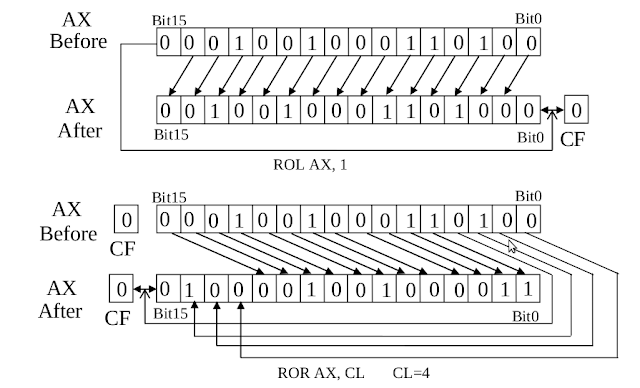 AX Before
Bit15
Bit0
0 0 0 1 0 0 1 0 0 0 1 1 0 1 0 0
AX After
0 0 1 0 0 1 0 0 0 1 1 0 1 0 0 0
0
Bit15
Bit0
CF
ROL AX, 1
AX Before
Bit15
Bit0
0
0 0 0 1 0 0 1 0 0 0 1 1 0 1 0 0
CF
AX After
0
0 1 0 0 0 0 1 0 0 1 0 0 0 0 1 1
CF
Bit15
Bit0
ROR AX, CL CL=4